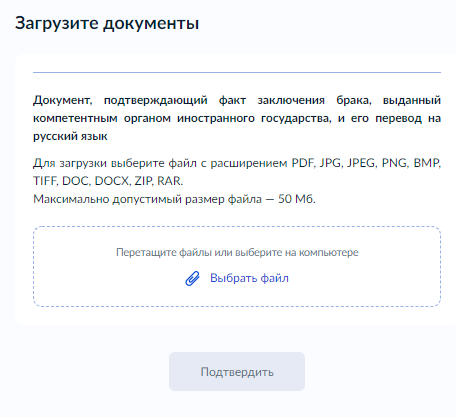 Загрузите документы
Документ, подтверждающий факт заключения брака, выданный
компетентным органом иностранного государства, и его перевод на
русский язык
Для загрузки выберите файл с расширением PDF, JPG, JPEG, PNG, BMP,
TIFF, DOC, DOCX, ZIP, RAR.
Максимально допустимый размер файла — 50 Мб.
Перетащите файлы или выберите на компьютере
Выбрать файл
Подтвердить